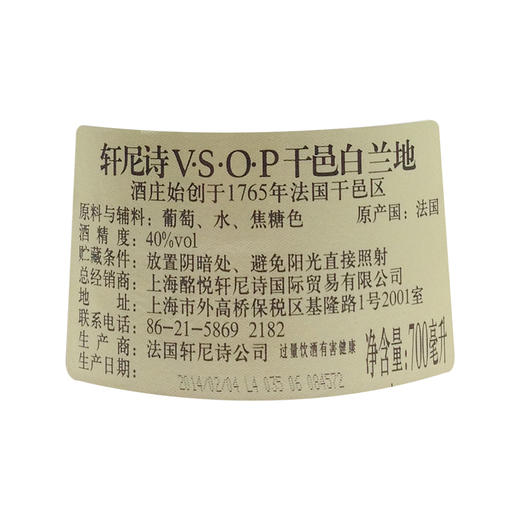 轩尼诗V·S·O·P干邑白兰地
酒庄始创于1765年法国干邑区
原料与辅料：葡萄、水、焦糖色 原产国：法国
酒精度：40%vol
贮藏条件：放置阴暗处、避免阳光直接照射
总经销商：上海酩悦轩尼诗国际贸易有限公司
地址：上海市外高桥保税区基隆路1号2001室
联系电话：86-21-5869 2182
生产商：法国轩尼诗公司 过量饮酒有害健康 净含量:700毫升
生产日期：
2014/02/04 L4 035 06 084572